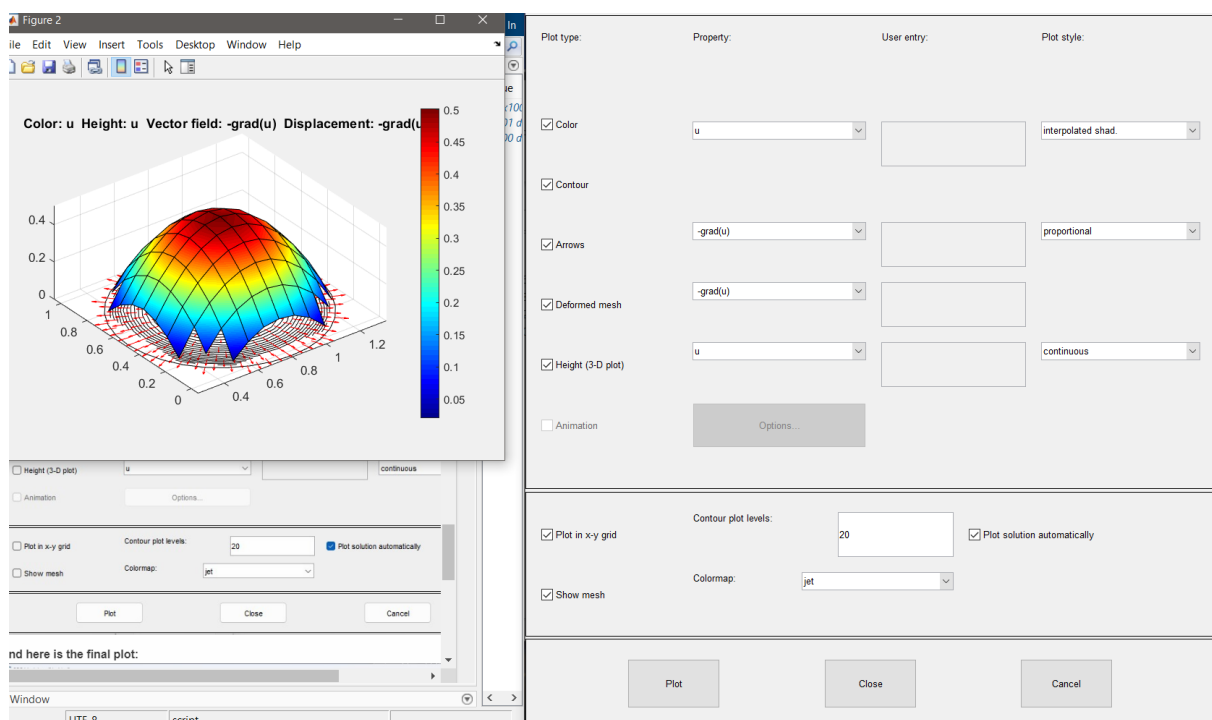 Figure 2
ile Edit View Insert Tools Desktop Window Help
Color: u Height: u Vector field: -grad(u) Displacement: -grad(u
0.5
0.45
0.4
0.35
0.3
0.25
0.2
0.15
0.1
0.05
0.4
0.2
0
1
0.8
0.6
0.4
0.2
0
0.4
0.6
0.8
1
1.2
In
ue
x100
01 d
00 d
Height (3-D plot) u continuous
Animation Options...
Plot in x-y grid Contour plot levels: 20 Plot solution automatically
Show mesh Colormap: jet
Plot Close Cancel
nd here is the final plot:
Window
UTF-8 script
Plot type: Property: User entry: Plot style:
Color u interpolated shad.
Contour
Arrows -grad(u) proportional
Deformed mesh -grad(u)
Height (3-D plot) u continuous
Animation Options...
Plot in x-y grid Contour plot levels: 20 Plot solution automatically
Show mesh Colormap: jet
Plot Close Cancel